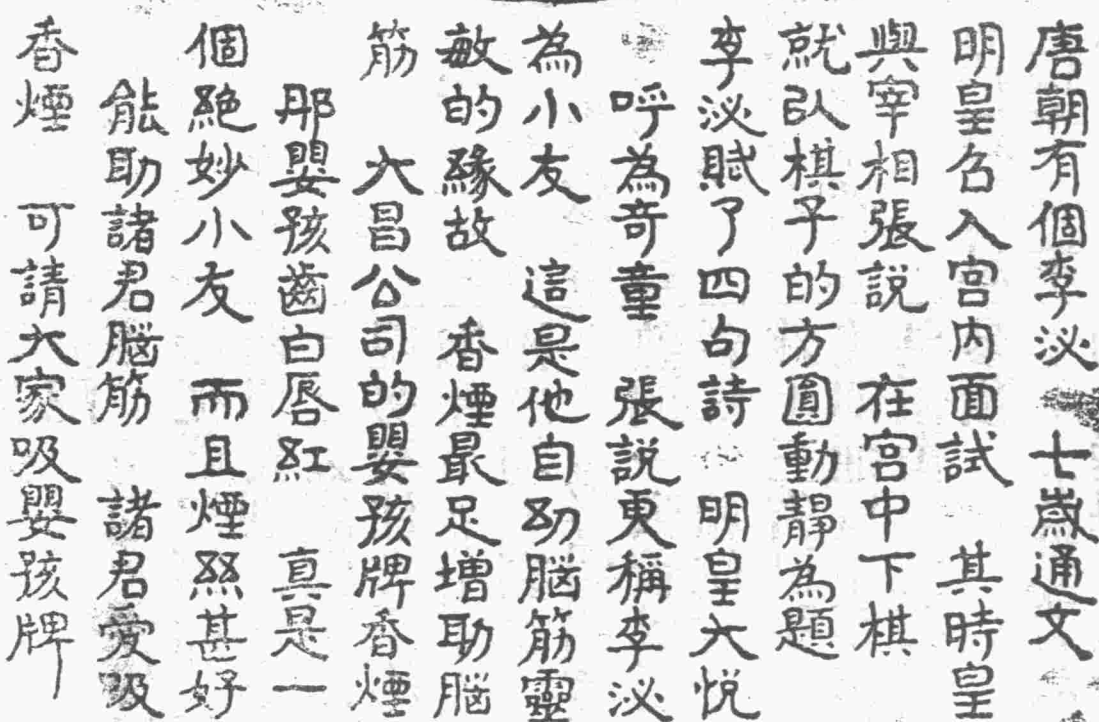 唐朝有個李泌 七歲通文
明皇召入宮内面試 其時皇
與宰相張説 在宮中下棋
就以棋子的方圓動靜為題
李泌賦了四句詩 明皇大悦
呼為奇童 張説更稱李泌
為小友 這是他自幼腦筋靈
敏的緣故 香煙最足增助腦
筋 大昌公司的嬰孩牌香煙
那嬰孩齒白唇紅 真是一
個絕妙小友 而且煙絲甚好
能助諸君腦筋 諸君愛吸
香煙 可請大家吸嬰孩牌